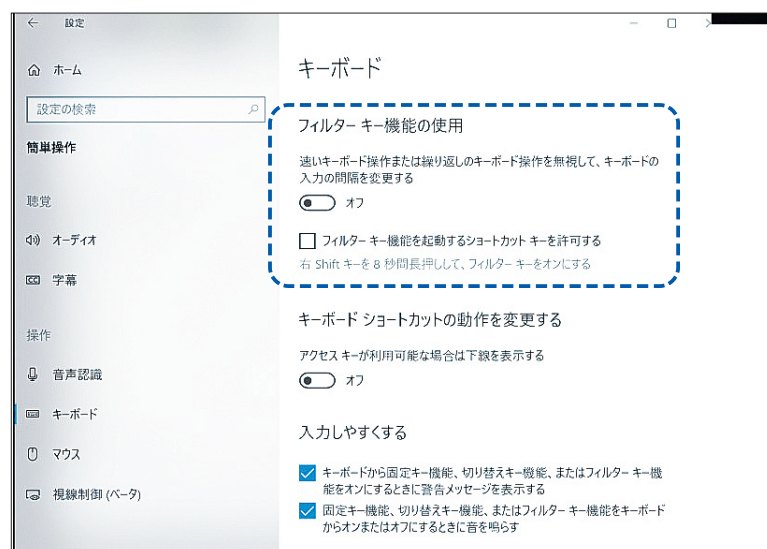 設定
ホーム
設定の検索
簡単操作
聴覚
オーディオ
字幕
操作
音声認識
キーボード
マウス
視線制御 (ベータ)
キーボード
フィルター キー機能の使用
速いキーボード操作または繰り返しのキーボード操作を無視して、キーボードの
入力の間隔を変更する
オフ
フィルター キー機能を起動するショートカット キーを許可する
右 Shift キーを 8 秒間長押しして、フィルター キーをオンにする
キーボード ショートカットの動作を変更する
アクセス キーが利用可能な場合は下線を表示する
オフ
入力しやすくする
キーボードから固定キー機能、切り替えキー機能、またはフィルター キー機
能をオンにするときに警告メッセージを表示する
固定キー機能、切り替えキー機能、またはフィルター キー機能をキーボード
からオンまたはオフにするときに音を鳴らす